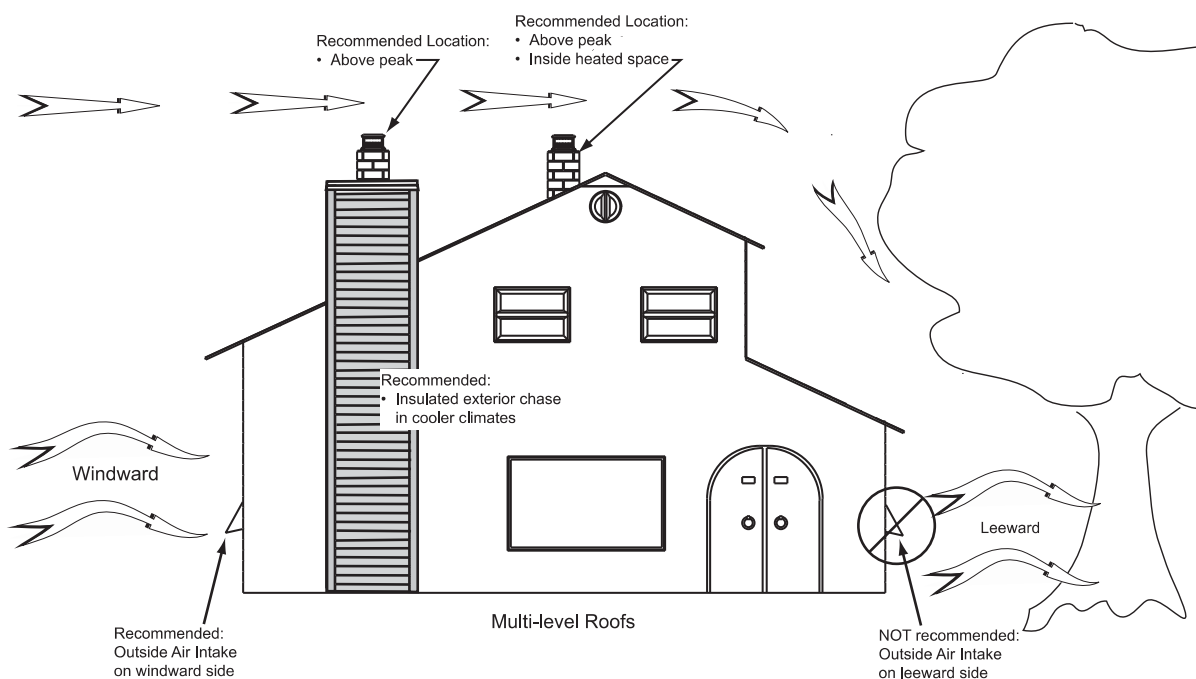 Recommended Location:
• Above peak
Recommended Location:
• Above peak
• Inside heated space
Recommended:
• Insulated exterior chase
in cooler climates
Windward
Leeward
Multi-level Roofs
Recommended:
Outside Air Intake
on windward side
NOT recommended:
Outside Air Intake
on leeward side